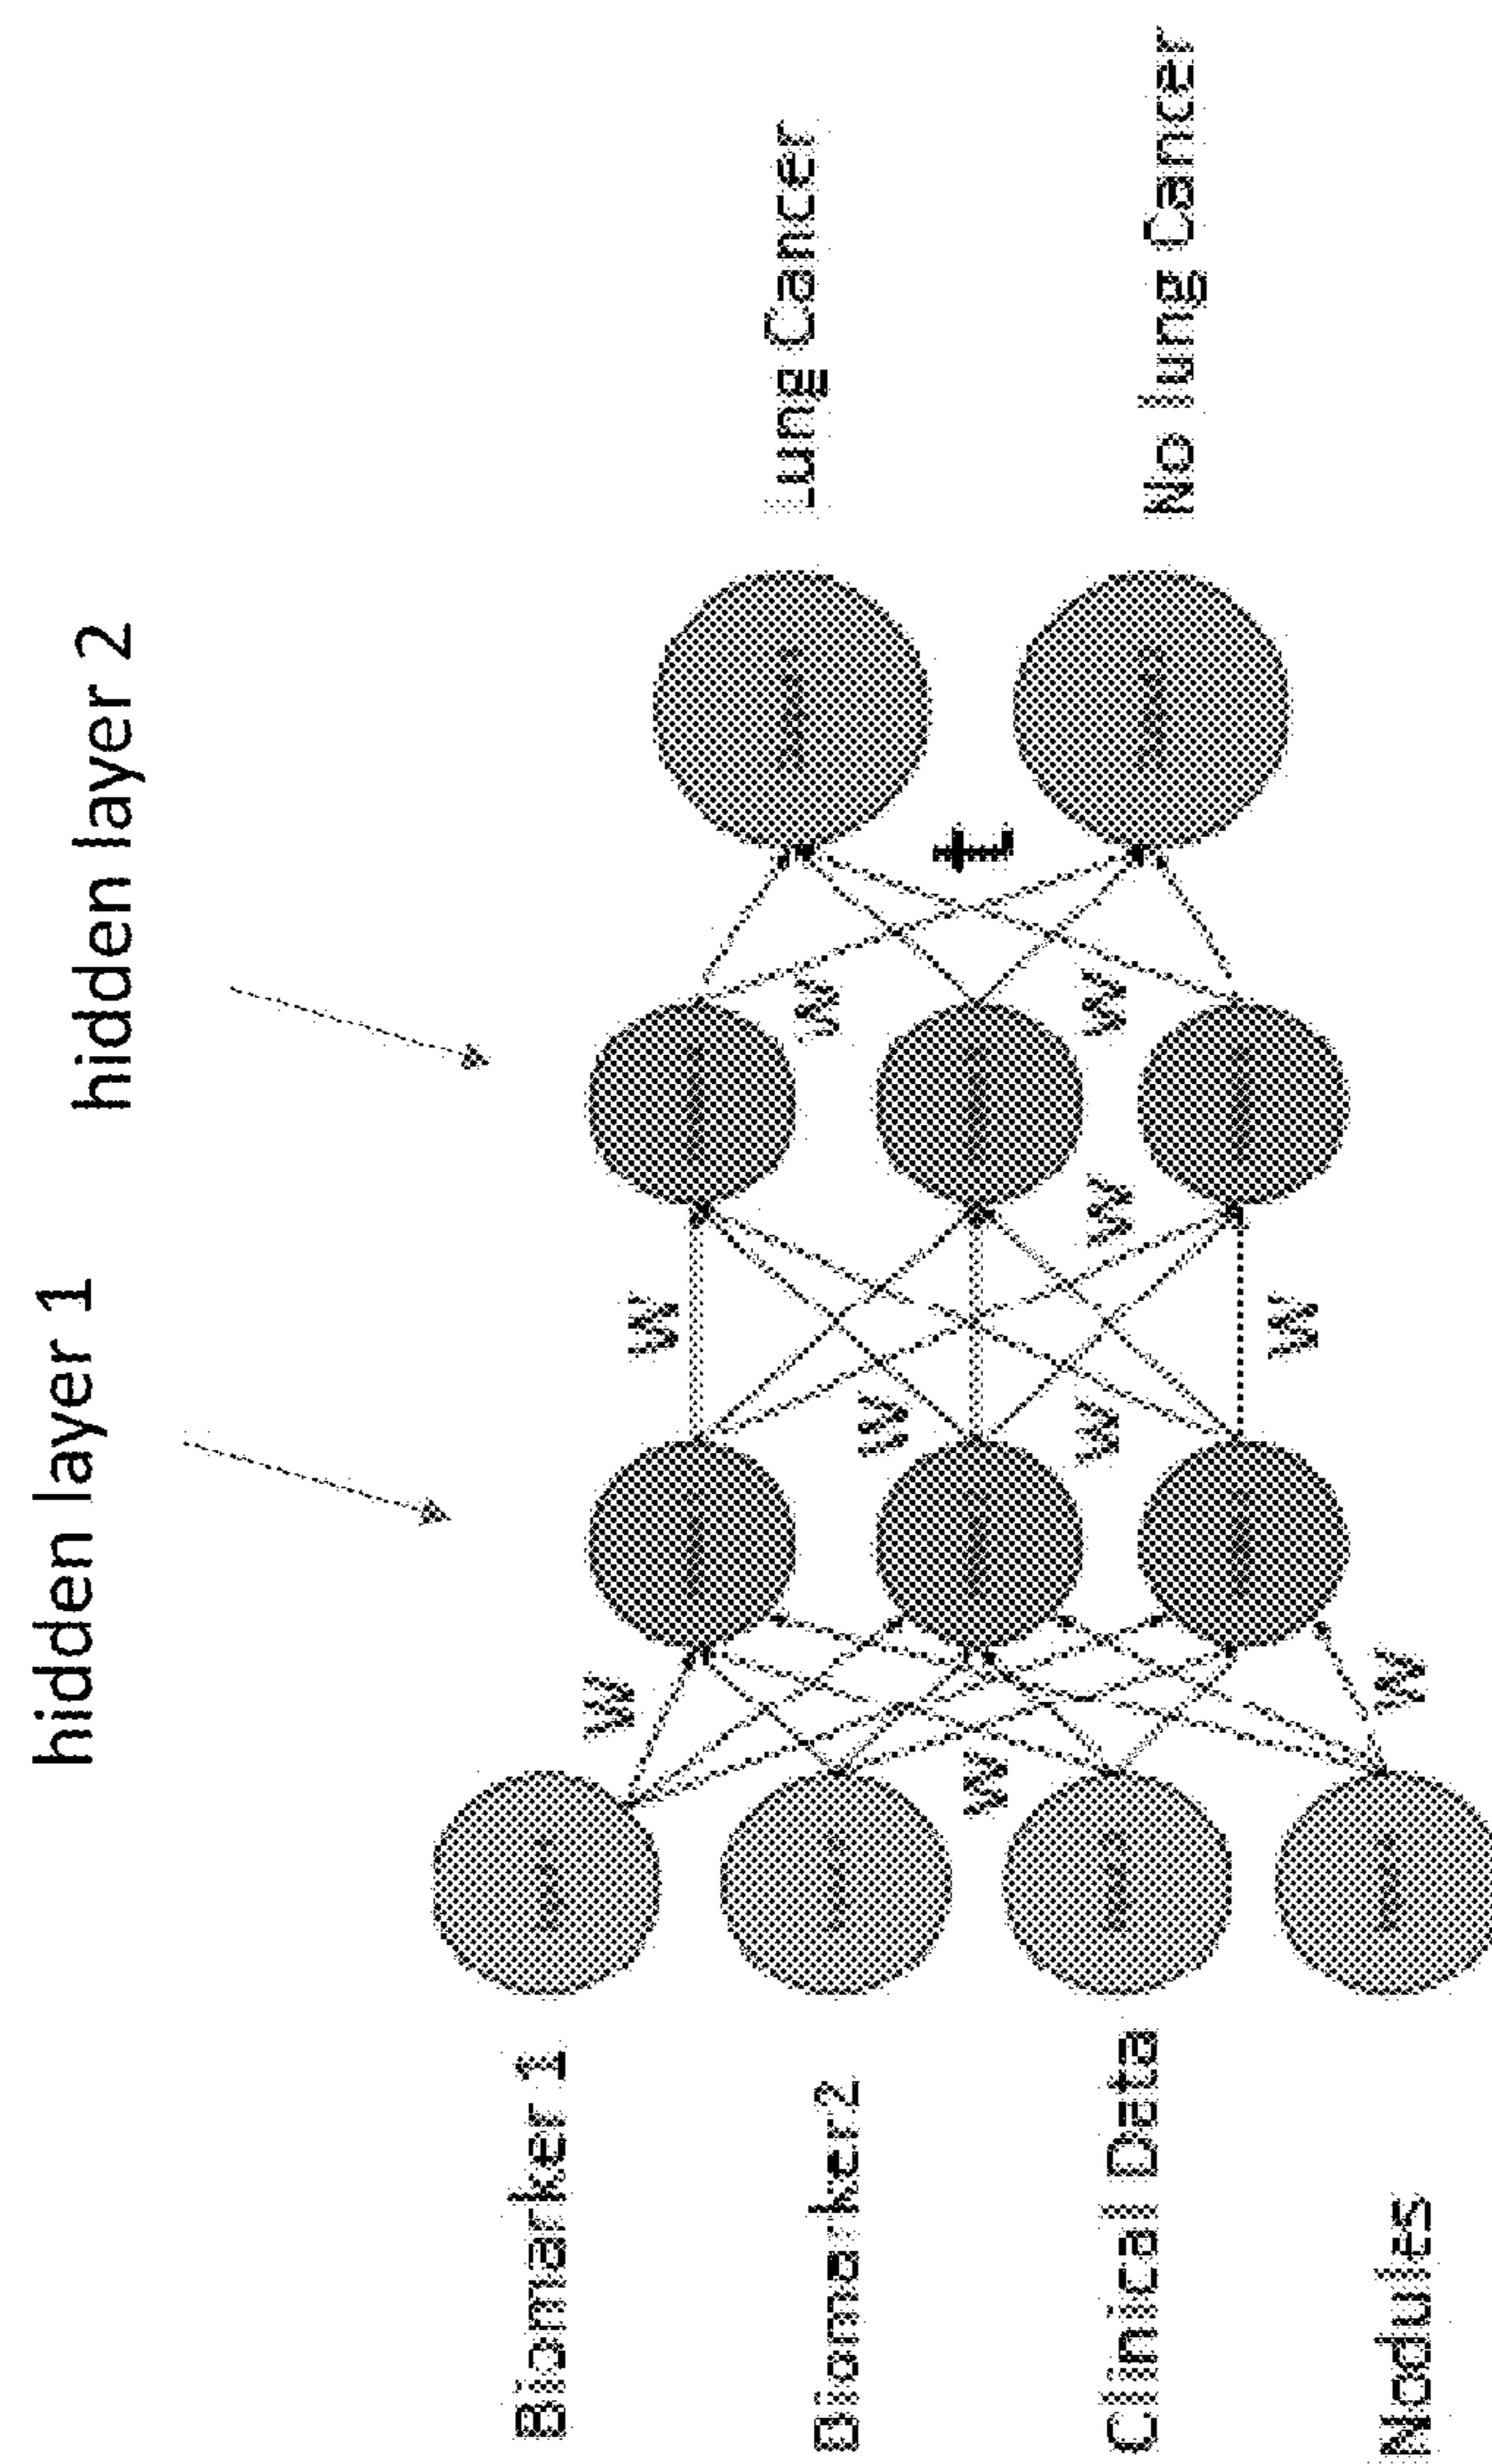 hidden layer 1
hidden layer 2
Biomarker 1
Biomarker2
Clinical Data
Nodules
w
w
w
w
w
w
w
w
w
w
t
Lung Cancer
No lung Cancer